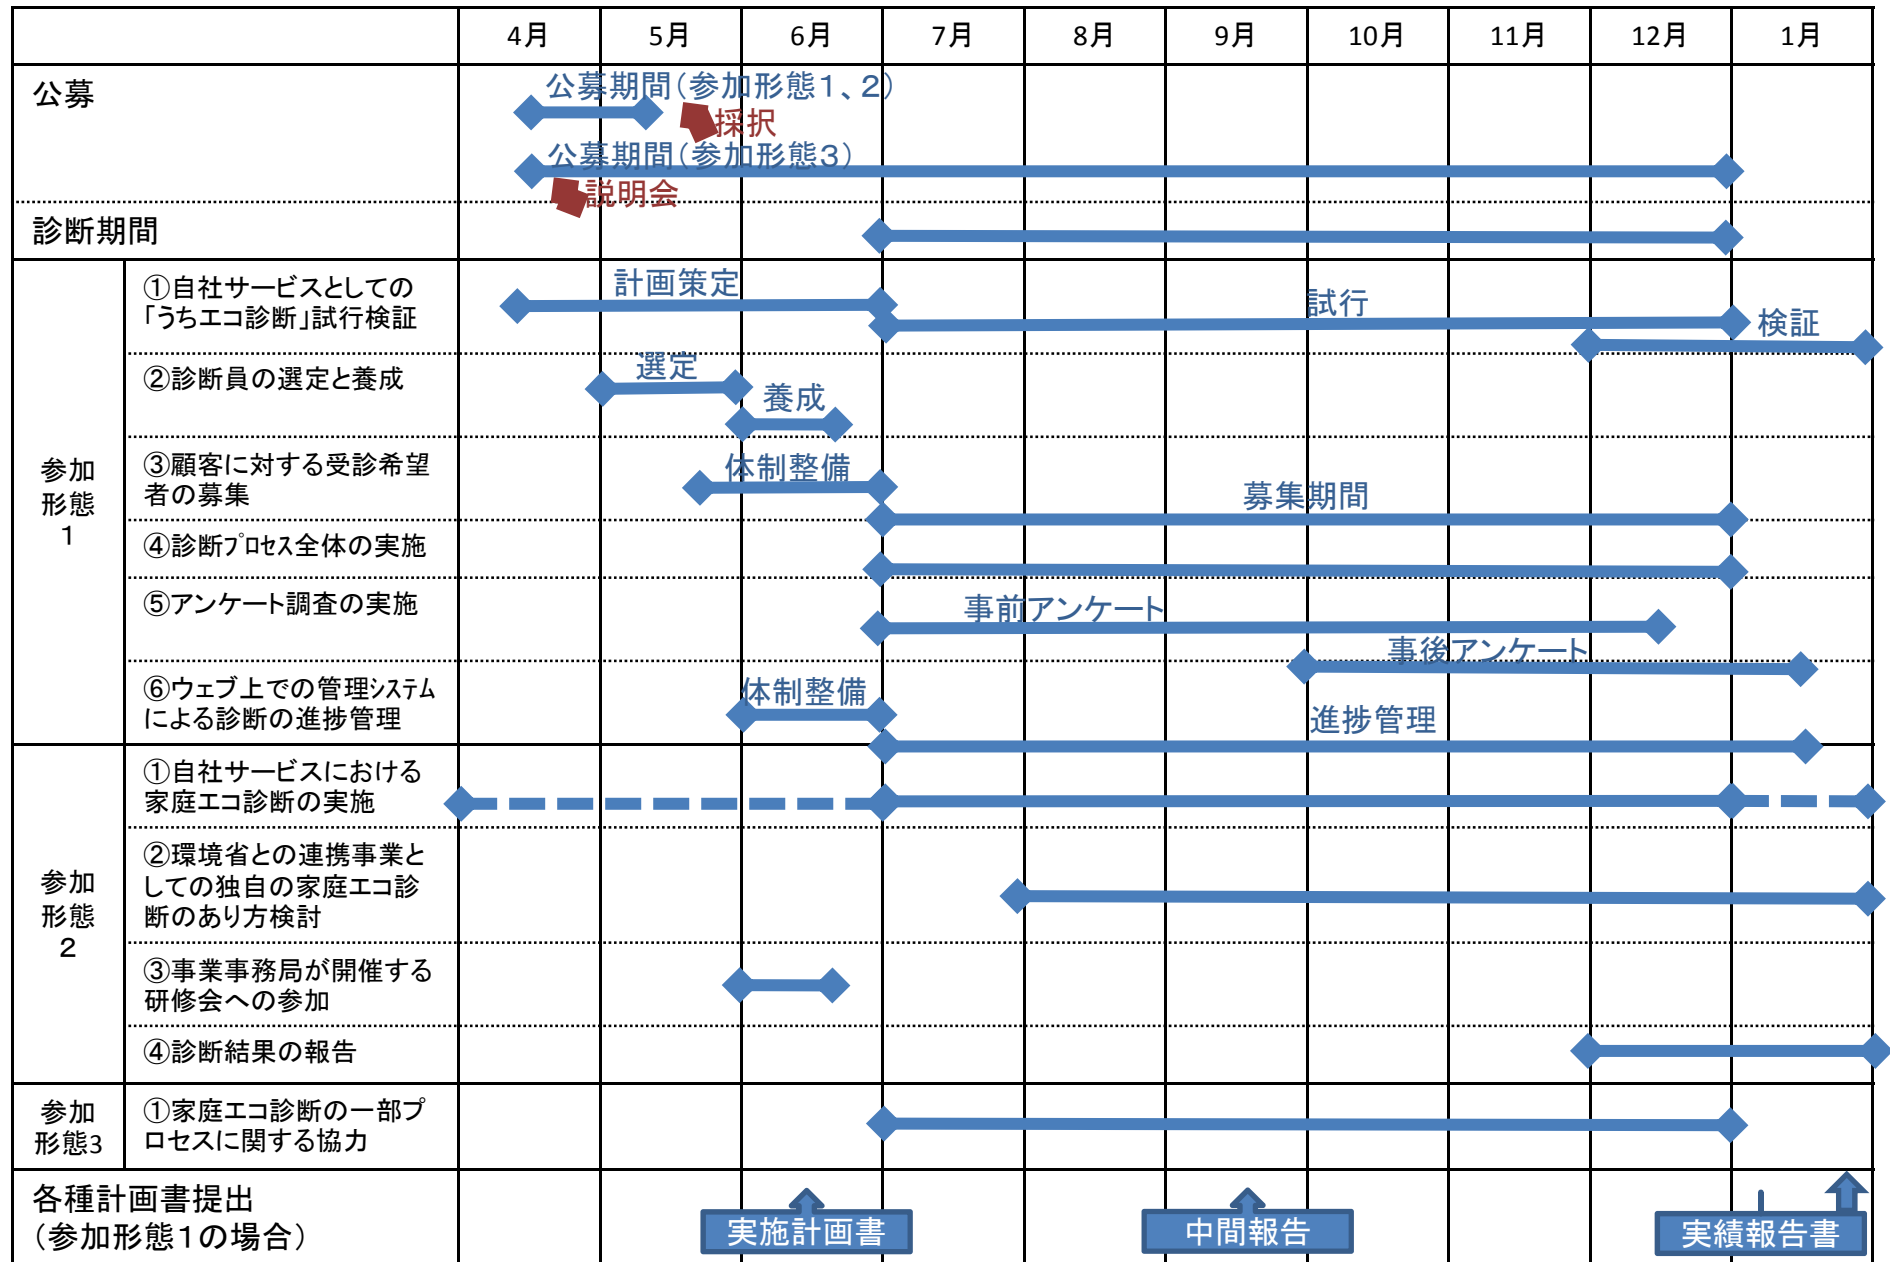 4月 5月 6月 7月 8月 9月 10月 11月 12月 1月
公募
公募期間(参加形態1、2)
採択
公募期間(参加形態3)
説明会
診断期間
参加
形態
1
①自社サービスとしての
「うちエコ診断」試行検証
計画策定
試行
検証
②診断員の選定と養成
選定
養成
③顧客に対する受診希望
者の募集
体制整備
募集期間
④診断プロセス全体の実施
⑤アンケート調査の実施
事前アンケート
事後アンケート
⑥ウェブ上での管理システム
による診断の進捗管理
体制整備
進捗管理
参加
形態
2
①自社サービスにおける
家庭エコ診断の実施
②環境省との連携事業と
しての独自の家庭エコ診
断のあり方検討
③事業事務局が開催する
研修会への参加
④診断結果の報告
参加
形態3
①家庭エコ診断の一部プ
ロセスに関する協力
各種計画書提出
(参加形態1の場合)
実施計画書
中間報告
実績報告書